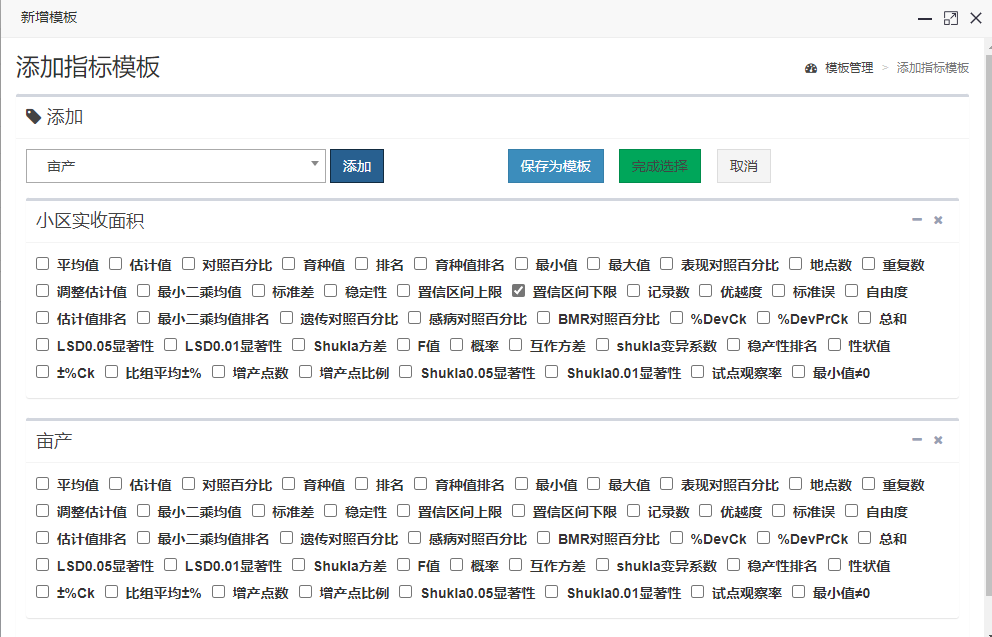 新增模板
添加指标模板
模板管理 > 添加指标模板
添加
亩产 添加 保存为模板 完成选择 取消
小区实收面积
平均值 估计值 对照百分比 育种值 排名 育种值排名 最小值 最大值 表现对照百分比 地点数 重复数
调整估计值 最小二乘均值 标准差 稳定性 置信区间上限 置信区间下限 记录数 优越度 标准误 自由度
估计值排名 最小二乘均值排名 遗传对照百分比 感病对照百分比 BMR对照百分比 %DevCk %DevPrCk 总和
LSD0.05显著性 LSD0.01显著性 Shukla方差 F值 概率 互作方差 shukla变异系数 稳产性排名 性状值
±%Ck 比组平均±% 增产点数 增产点比例 Shukla0.05显著性 Shukla0.01显著性 试点观察率 最小值≠0
亩产
平均值 估计值 对照百分比 育种值 排名 育种值排名 最小值 最大值 表现对照百分比 地点数 重复数
调整估计值 最小二乘均值 标准差 稳定性 置信区间上限 置信区间下限 记录数 优越度 标准误 自由度
估计值排名 最小二乘均值排名 遗传对照百分比 感病对照百分比 BMR对照百分比 %DevCk %DevPrCk 总和
LSD0.05显著性 LSD0.01显著性 Shukla方差 F值 概率 互作方差 shukla变异系数 稳产性排名 性状值
±%Ck 比组平均±% 增产点数 增产点比例 Shukla0.05显著性 Shukla0.01显著性 试点观察率 最小值≠0